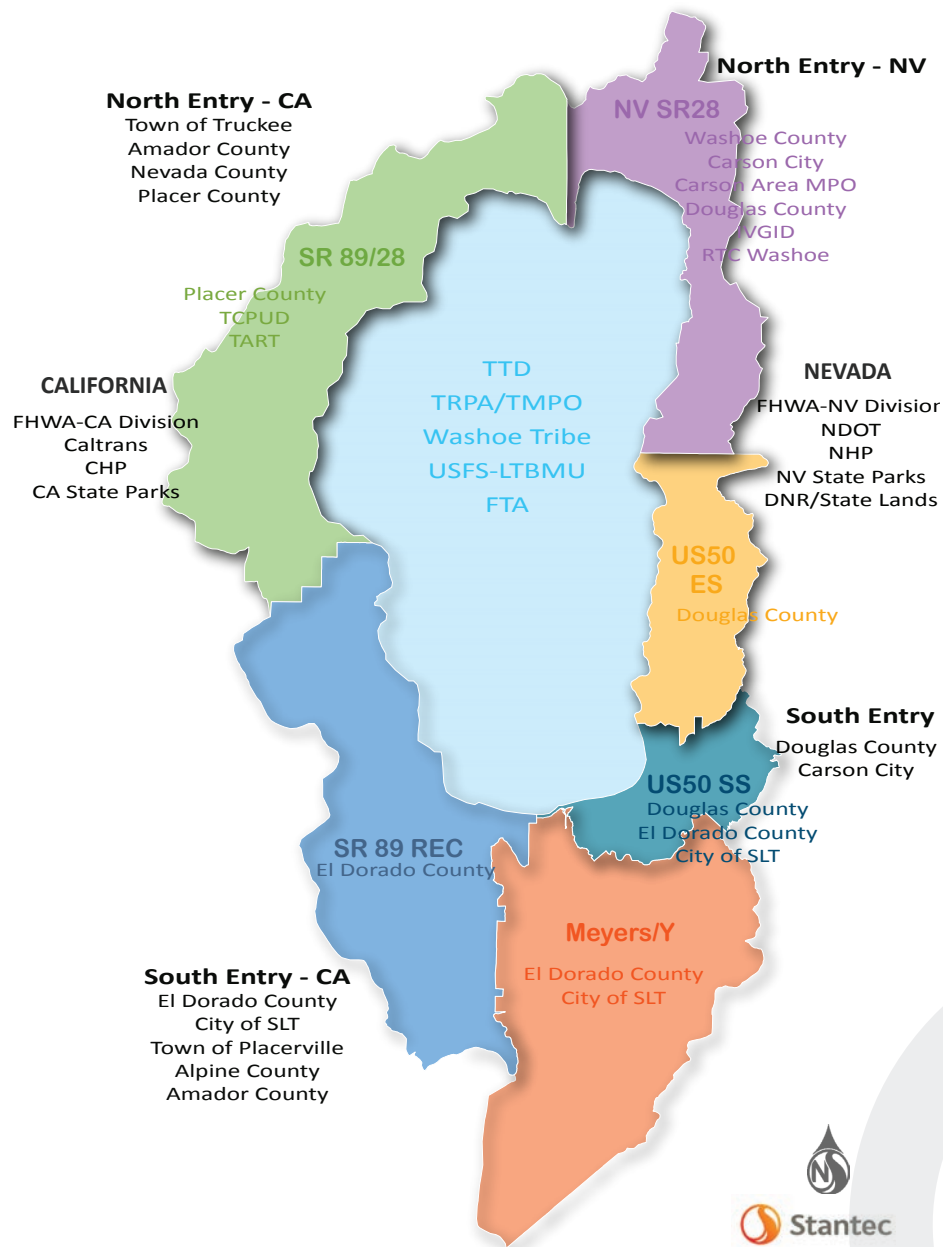 North Entry - NV
NV SR28
Washoe County
Carson City
Carson Area MPO
Douglas County
VGID
RTC Washoe
North Entry - CA
Town of Truckee
Amador County
Nevada County
Placer County
SR 89/28
Placer County
TCPUD
TART
CALIFORNIA
FHWA-CA Division
Caltrans
CHP
CA State Parks
TTD
TRPA/TMPO
Washoe Tribe
USFS-LTBMU
FTA
NEVADA
FHWA-NV Division
NDOT
NHP
NV State Parks
DNR/State Lands
US50
ES
Douglas County
South Entry
Douglas County
Carson City
US50 SS
Douglas County
El Dorado County
City of SLT
SR 89 REC
El Dorado County
Meyers/Y
El Dorado County
City of SLT
South Entry - CA
El Dorado County
City of SLT
Town of Placerville
Alpine County
Amador County
N
Stantec